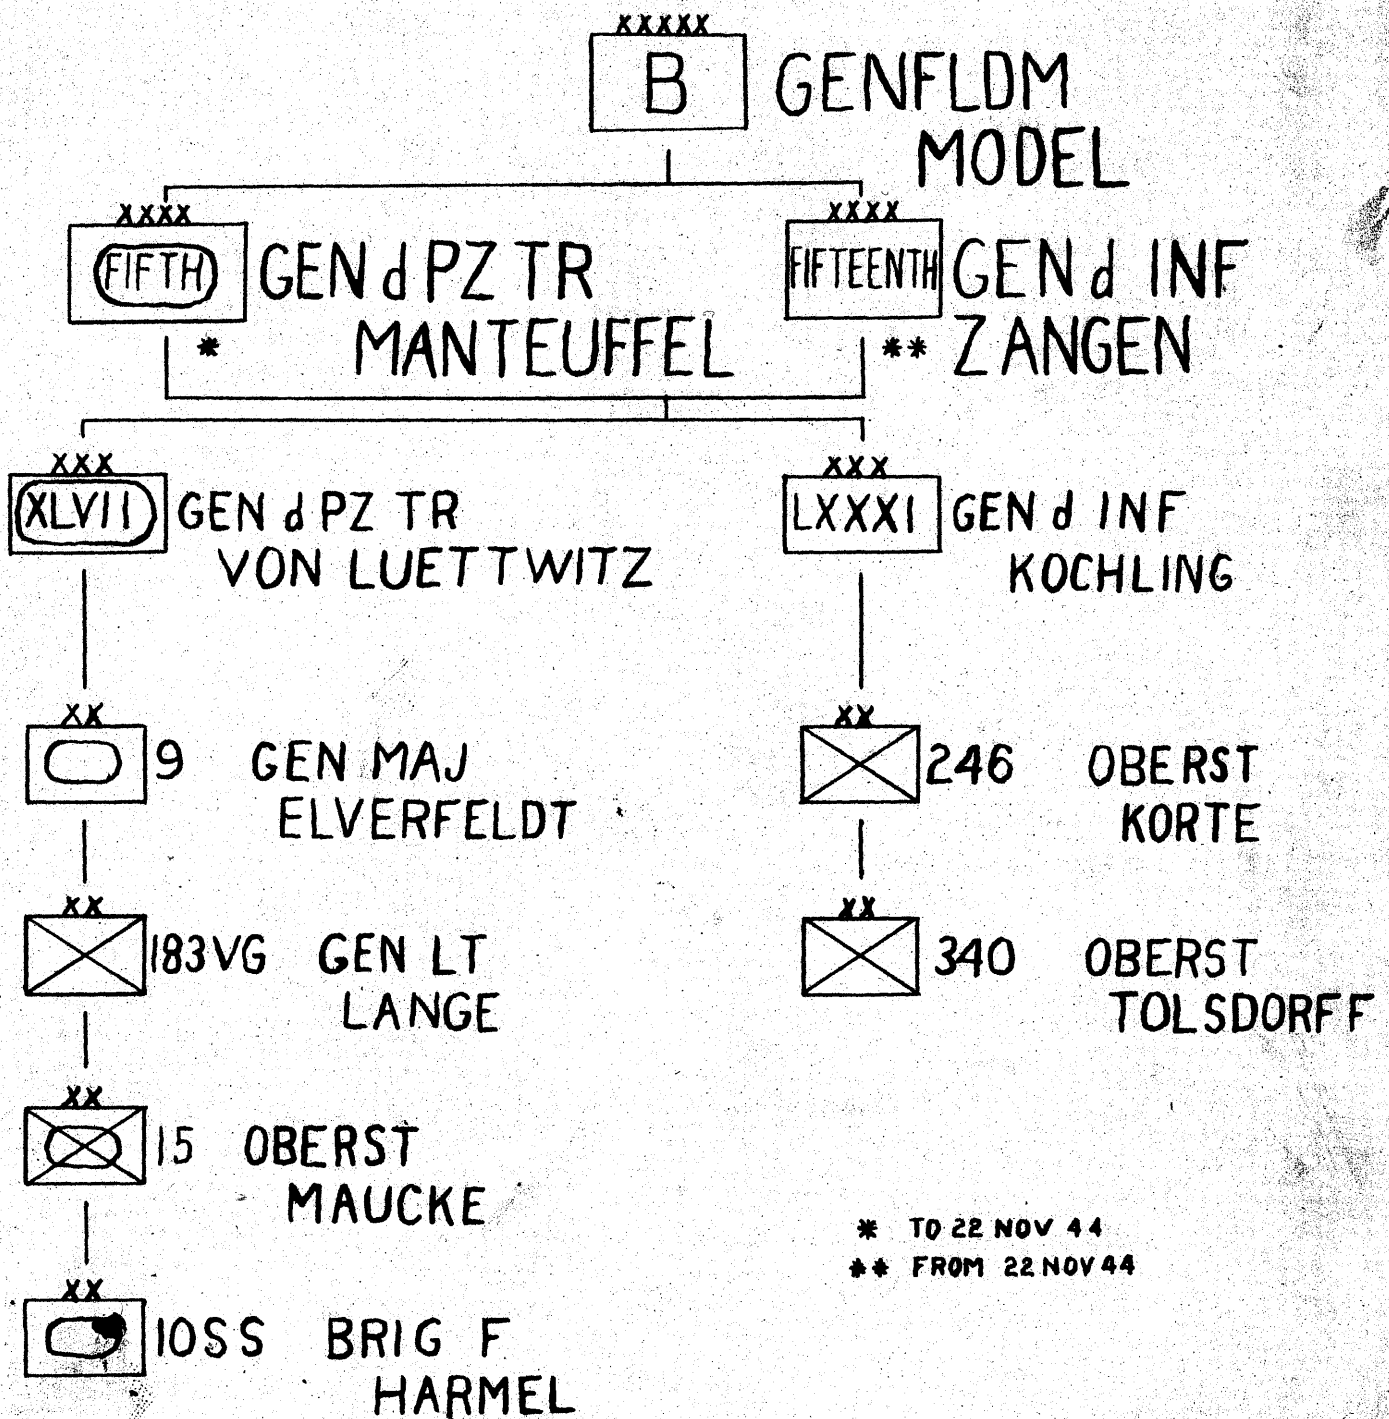 XXXXX
B GENFLDM
MODEL
XXXX
FIFTH GEN d PZ TR
* MANTEUFFEL
XXXX
FIFTEENTH GEN d INF
** ZANGEN
XXX
XLVII GEN d PZ TR
VON LUETTWITZ
XXX
LXXXI GEN d INF
KOCHLING
XX
9 GEN MAJ
ELVERFELDT
XX
183VG GEN LT
LANGE
XX
15 OBERST
MAUCKE
XX
10SS BRIG F
HARMEL
XX
246 OBERST
KORTE
XX
340 OBERST
TOLSDORFF
* TO 22 NOV 44
** FROM 22 NOV 44